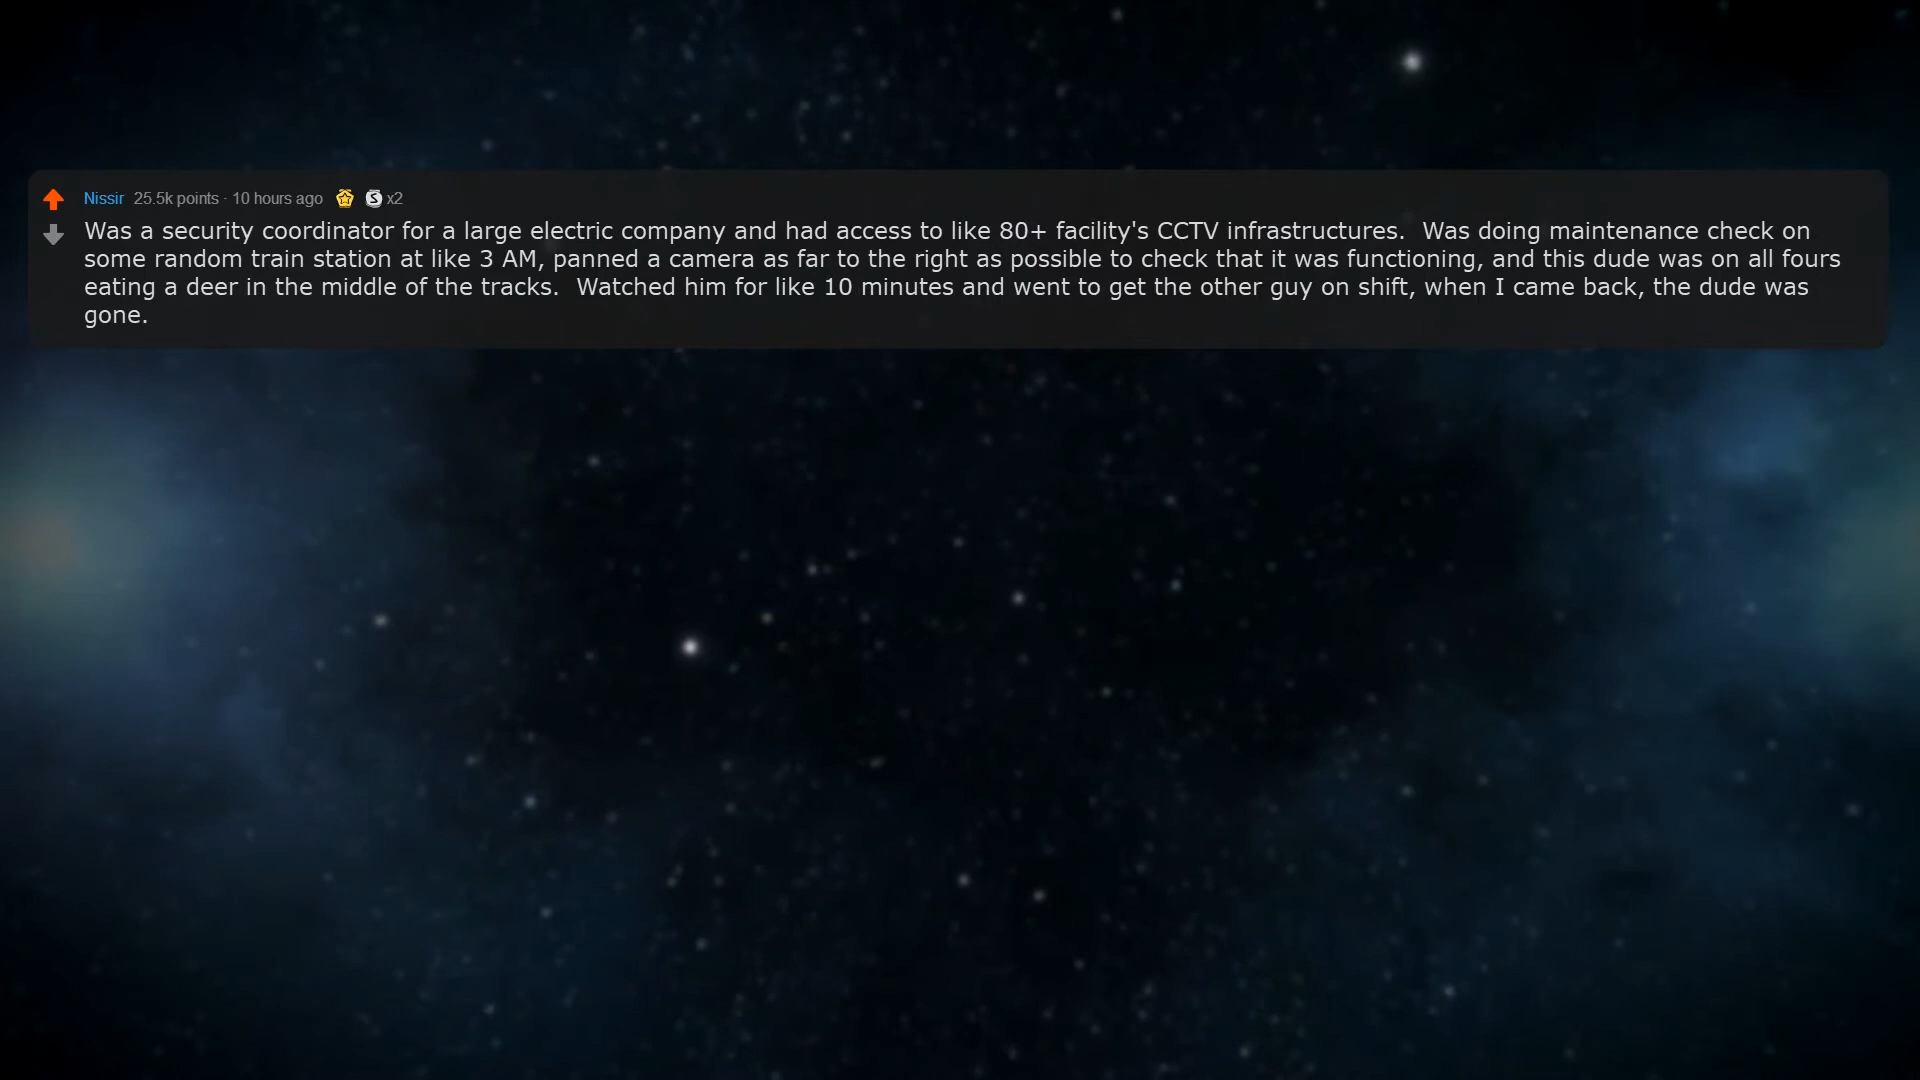 Nissir 25.5k points · 10 hours ago x2
Was a security coordinator for a large electric company and had access to like 80+ facility's CCTV infrastructures.  Was doing maintenance check on
some random train station at like 3 AM, panned a camera as far to the right as possible to check that it was functioning, and this dude was on all fours
eating a deer in the middle of the tracks.  Watched him for like 10 minutes and went to get the other guy on shift, when I came back, the dude was
gone.